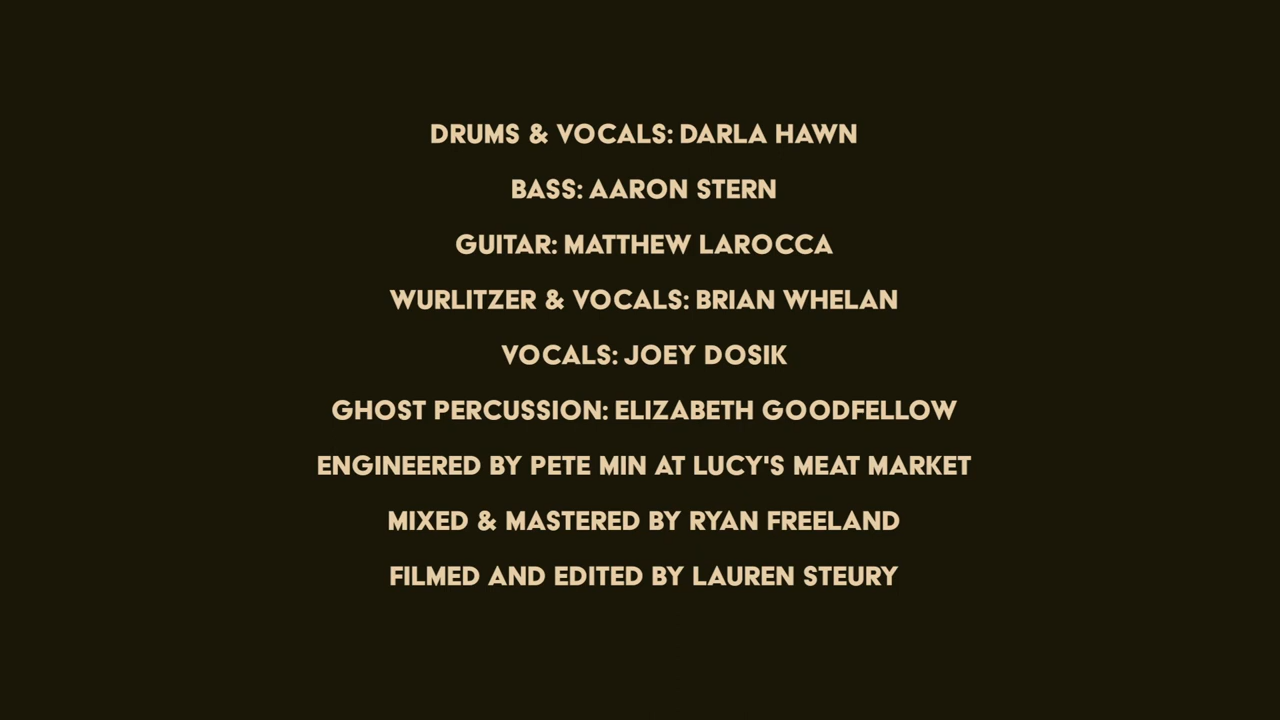 DRUMS & VOCALS: DARLA HAWN
BASS: AARON STERN
GUITAR: MATTHEW LAROCCA
WURLITZER & VOCALS: BRIAN WHELAN
VOCALS: JOEY DOSIK
GHOST PERCUSSION: ELIZABETH GOODFELLOW
ENGINEERED BY PETE MIN AT LUCY'S MEAT MARKET
MIXED & MASTERED BY RYAN FREELAND
FILMED AND EDITED BY LAUREN STEURY